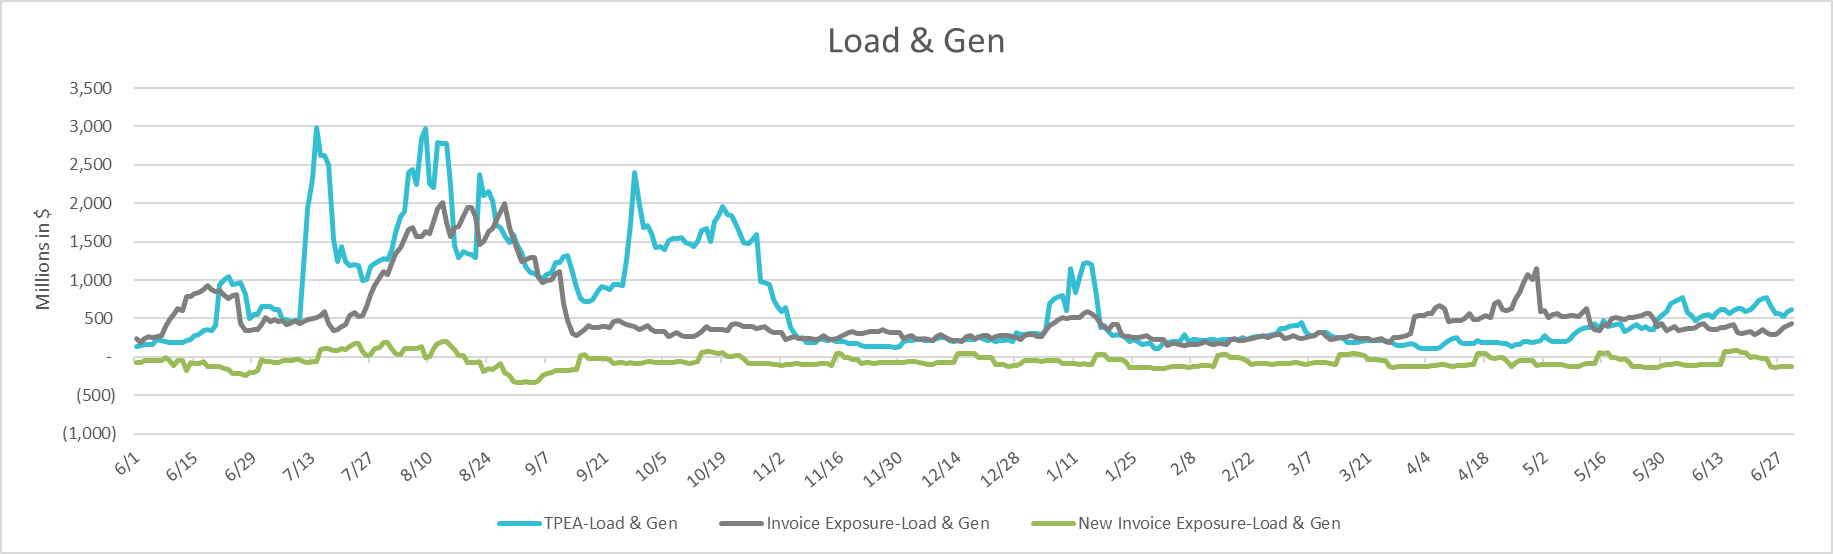 Load & Gen
Millions in $
3,500
3,000
2,500
2,000
1,500
1,000
500
-
(500)
(1,000)
6/1 6/15 6/29 7/13 7/27 8/10 8/24 9/7 9/21 10/5 10/19 11/2 11/16 11/30 12/14 12/28 1/11 1/25 2/8 2/22 3/7 3/21 4/4 4/18 5/2 5/16 5/30 6/13 6/27
TPEA-Load & Gen Invoice Exposure-Load & Gen New Invoice Exposure-Load & Gen